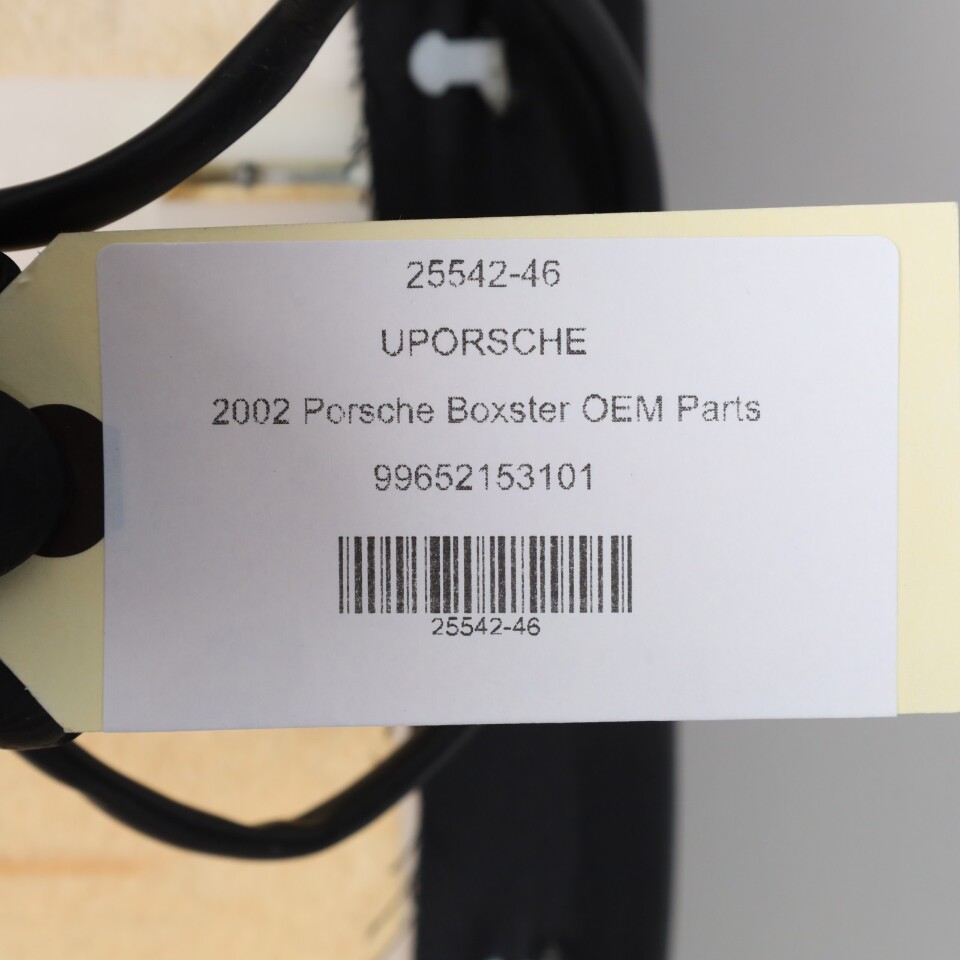 25542-46
UPORSCHE
2002 Porsche Boxster OEM Parts
99652153101
25542-46